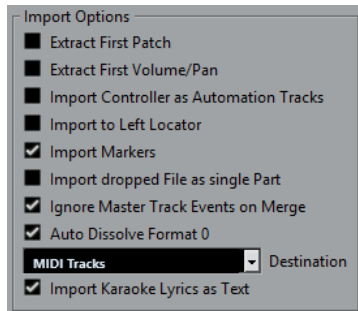 Import Options
Extract First Patch
Extract First Volume/Pan
Import Controller as Automation Tracks
Import to Left Locator
Import Markers
Import dropped File as single Part
Ignore Master Track Events on Merge
Auto Dissolve Format 0
MIDI Tracks Destination
Import Karaoke Lyrics as Text